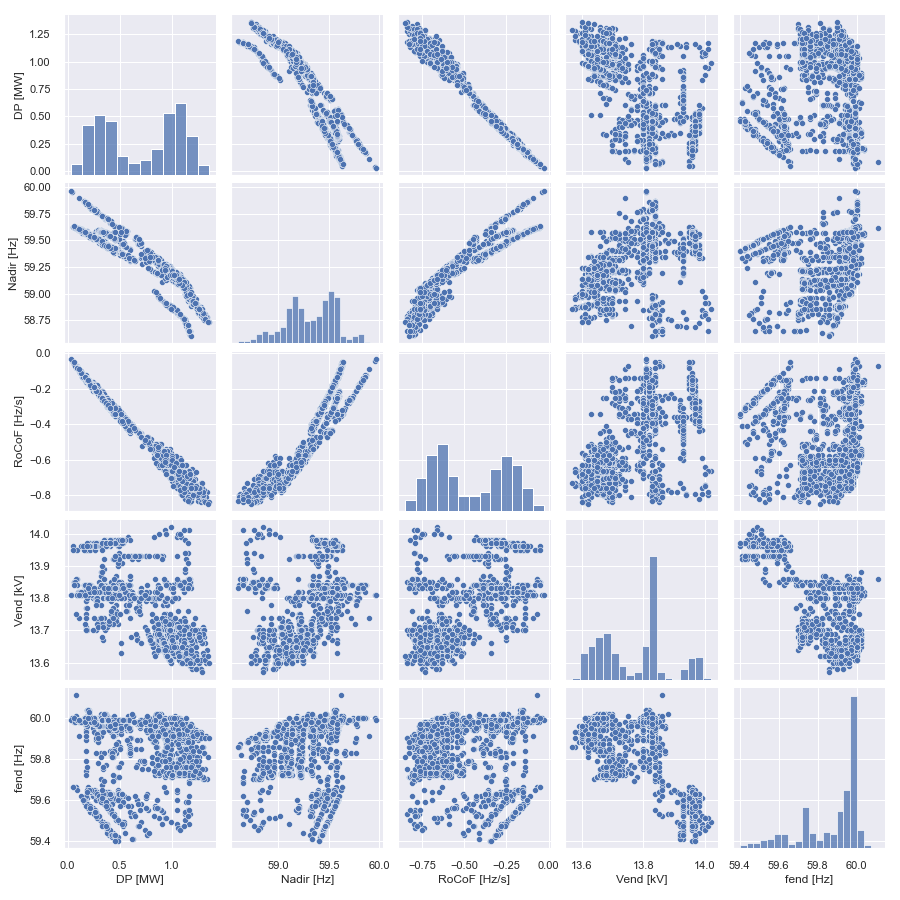 1.25
1.00
0.75
0.50
0.25
0.00
DP [MW]
60.00
59.75
59.50
59.25
59.00
58.75
Nadir [Hz]
0.0
−0.2
−0.4
−0.6
−0.8
RoCoF [Hz/s]
14.0
13.9
13.8
13.7
13.6
Vend [kV]
60.0
59.8
59.6
59.4
fend [Hz]
0.0 0.5 1.0
59.0 59.5 60.0
−0.75 −0.50 −0.25 0.00
13.6 13.8 14.0
59.4 59.6 59.8 60.0
DP [MW] Nadir [Hz] RoCoF [Hz/s] Vend [kV] fend [Hz]